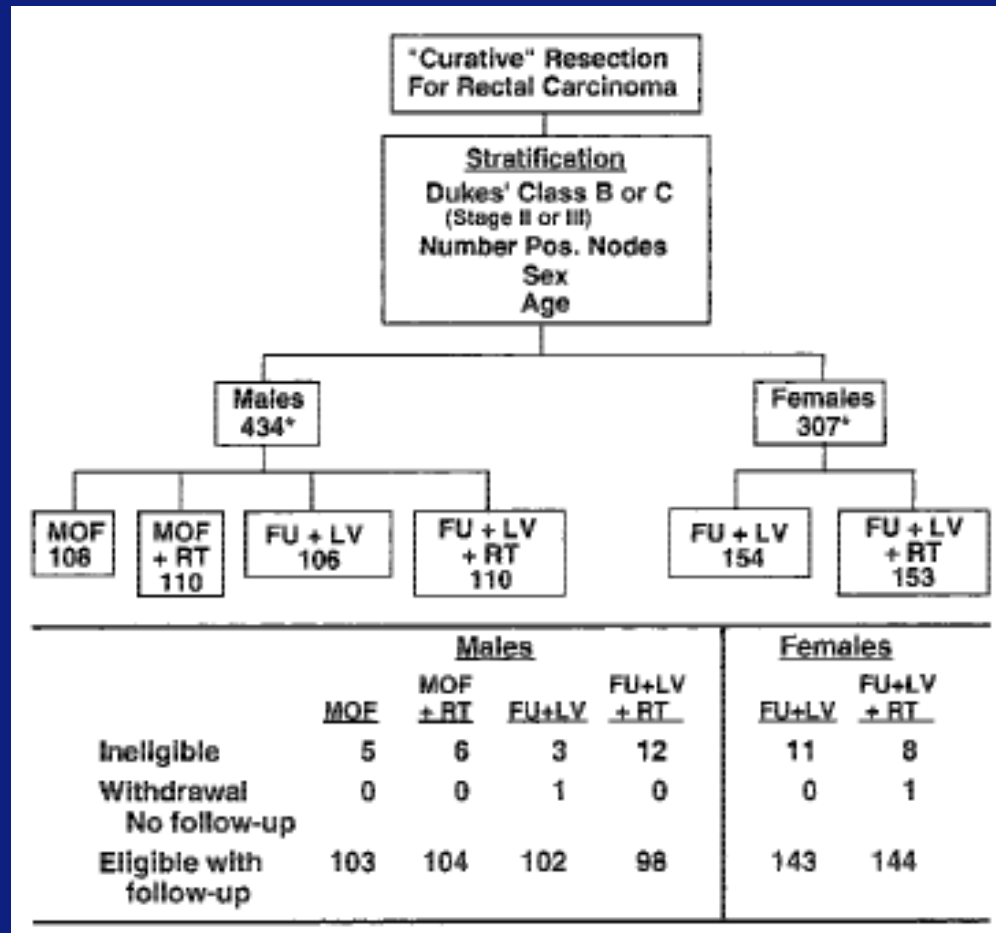 "Curative" Resection
For Rectal Carcinoma
Stratification
Dukes' Class B or C
(Stage II or III)
Number Pos. Nodes
Sex
Age
Males
434*
Females
307*
MOF
108
MOF
+ RT
110
FU + LV
106
FU + LV
+ RT
110
FU + LV
154
FU + LV
+ RT
153
Males Females
MOF MOF + RT FU+LV FU+LV + RT FU+LV FU+LV + RT
Ineligible 5 6 3 12 11 8
Withdrawal 0 0 1 0 0 1
No follow-up
Eligible with 103 104 102 98 143 144
follow-up